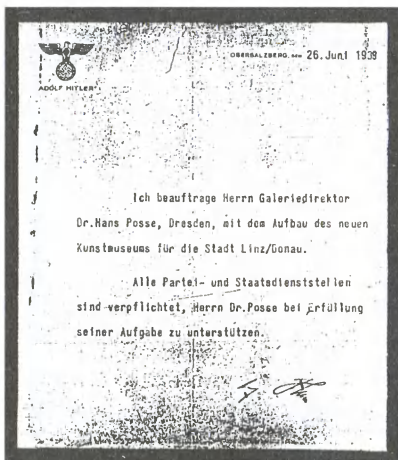 ADOLF HITLER
OBERSALZBERG, DEN 26. Juni 1939
Ich beauftrage Herrn Galeriedirektor
Dr.Hans Posse, Dresden, mit dem Aufbau des neuen
Kunstmuseums für die Stadt Linz/Donau.
Alle Partei- und Staatsdienststellen
sind verpflichtet, Herrn Dr.Posse bei Erfüllung
seiner Aufgabe zu unterstützen.